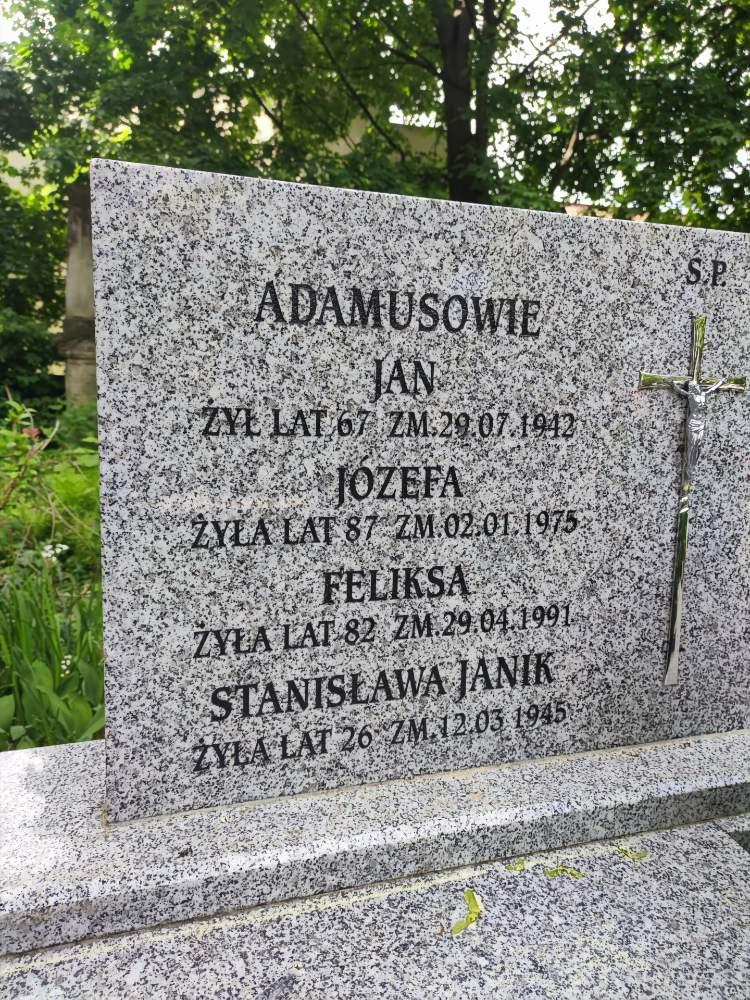 S.P.
ADAMUSOWIE
JAN
ŻYŁ LAT 67 ZM.29.07.1942
JÓZEFA
ŻYŁA LAT 87 ZM.02.01.1975
FELIKSA
ŻYŁA LAT 82 ZM.29.04.1991
STANISŁAWA JANIK
ŻYŁA LAT 26 ZM.12.03 1945